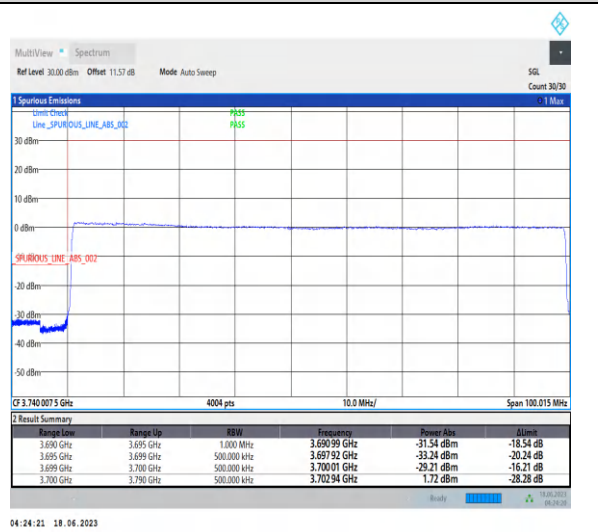 MultiView Spectrum
Ref Level 30.00 dBm Offset 11.57 dB Mode Auto Sweep SGL
Count 30/30
1 Spurious Emissions 1 Max
Limit Check PASS
Line _SPURIOUS_LINE_ABS_002 PASS
30 dBm
20 dBm
10 dBm
0 dBm
_SPURIOUS_LINE_ABS_002
-20 dBm
-30 dBm
-40 dBm
-50 dBm
CF 3.740 007 5 GHz 4004 pts 10.0 MHz/ Span 100.015 MHz
2 Result Summary
Range Low Range Up RBW Frequency Power Abs ΔLimit
3.690 GHz 3.695 GHz 1.000 MHz 3.690 99 GHz -31.54 dBm -18.54 dB
3.695 GHz 3.699 GHz 500.000 kHz 3.697 92 GHz -33.24 dBm -20.24 dB
3.699 GHz 3.700 GHz 500.000 kHz 3.700 01 GHz -29.21 dBm -16.21 dB
3.700 GHz 3.790 GHz 500.000 kHz 3.702 94 GHz 1.72 dBm -28.28 dB
Ready 18.06.2023
04:24:20
04:24:21 18.06.2023